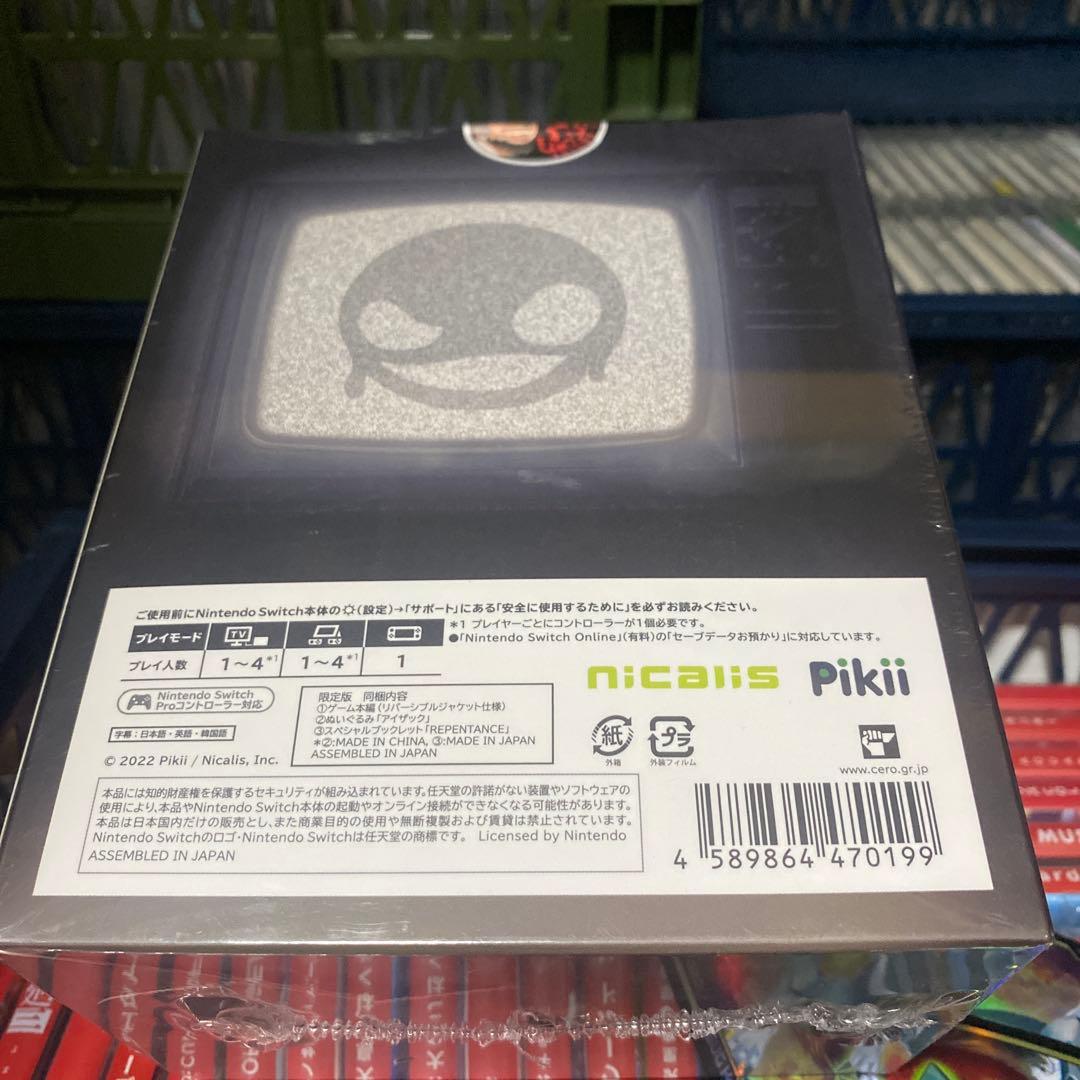 ご使用前にNintendo Switch本体の(設定)→「サポート」にある「安全に使用するために」を必ずお読みください。
プレイモード TV
プレイ人数 1～4*1 1～4*1 1
*1 プレイヤーごとにコントローラーが1個必要です。
●「Nintendo Switch Online」(有料)の「セーブデータお預かり」に対応しています。
nicalis Pikii
Nintendo Switch
Proコントローラー対応
字幕：日本語・英語・韓国語
© 2022 Pikii / Nicalis, Inc.
限定版 同梱内容
①ゲーム本編(リバーシブルジャケット仕様)
②ぬいぐるみ「アイザック」
③スペシャルブックレット「REPENTANCE」
*②:MADE IN CHINA, ③:MADE IN JAPAN
ASSEMBLED IN JAPAN
紙 プラ
外箱 外装フィルム
www.cero.gr.jp
本品には知的財産権を保護するセキュリティが組み込まれています。任天堂の許諾がない装置やソフトウェアの
使用により、本品やNintendo Switch本体の起動やオンライン接続ができなくなる可能性があります。
本品は日本国内だけの販売とし、また商業目的の使用や無断複製および賃貸は禁止されています。
Nintendo Switchのロゴ・Nintendo Switchは任天堂の商標です。 Licensed by Nintendo
ASSEMBLED IN JAPAN
4 589864 470199